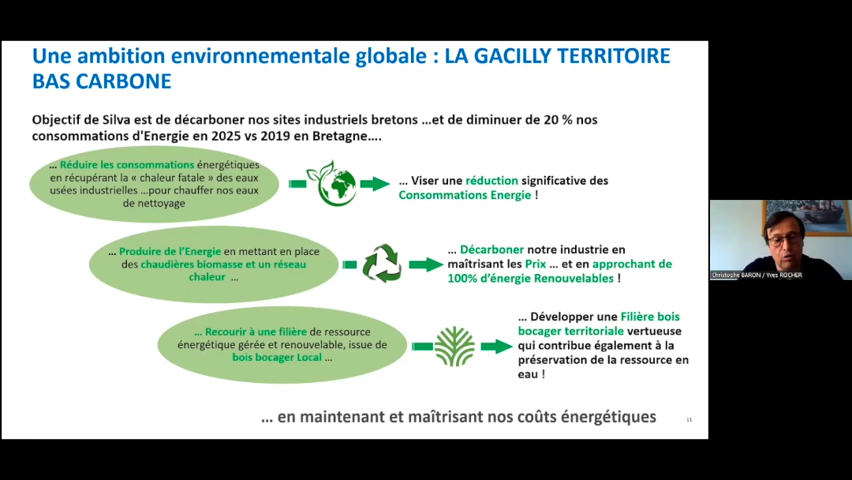 Une ambition environnementale globale : LA GACILLY TERRITOIRE
BAS CARBONE
Objectif de Silva est de décarboner nos sites industriels bretons …et de diminuer de 20 % nos
consommations d'Energie en 2025 vs 2019 en Bretagne….
… Réduire les consommations énergétiques
en récupérant la « chaleur fatale » des eaux
usées industrielles …pour chauffer nos eaux
de nettoyage
… Viser une réduction significative des
Consommations Energie !
… Produire de l'Energie en mettant en place
des chaudières biomasse et un réseau
chaleur …
… Décarboner notre industrie en
maîtrisant les Prix … et en approchant de
100% d'énergie Renouvelables !
… Recourir à une filière de ressource
énergétique gérée et renouvelable, issue de
bois bocager Local …
… Développer une Filière bois
bocager territoriale vertueuse
qui contribue également à la
préservation de la ressource en
eau !
… en maintenant et maîtrisant nos coûts énergétiques
11
Christophe BARON / Yves ROCHER